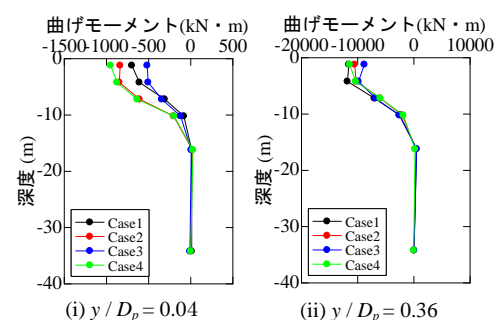 曲げモーメント(kN・m)
-1500 -1000 -500 0 500
0
-10
-20
-30
-40
深度 (m)
Case1
Case2
Case3
Case4
(i) y / Dp = 0.04
曲げモーメント(kN・m)
-20000 -10000 0 10000
0
-10
-20
-30
-40
深度 (m)
Case1
Case2
Case3
Case4
(ii) y / Dp = 0.36